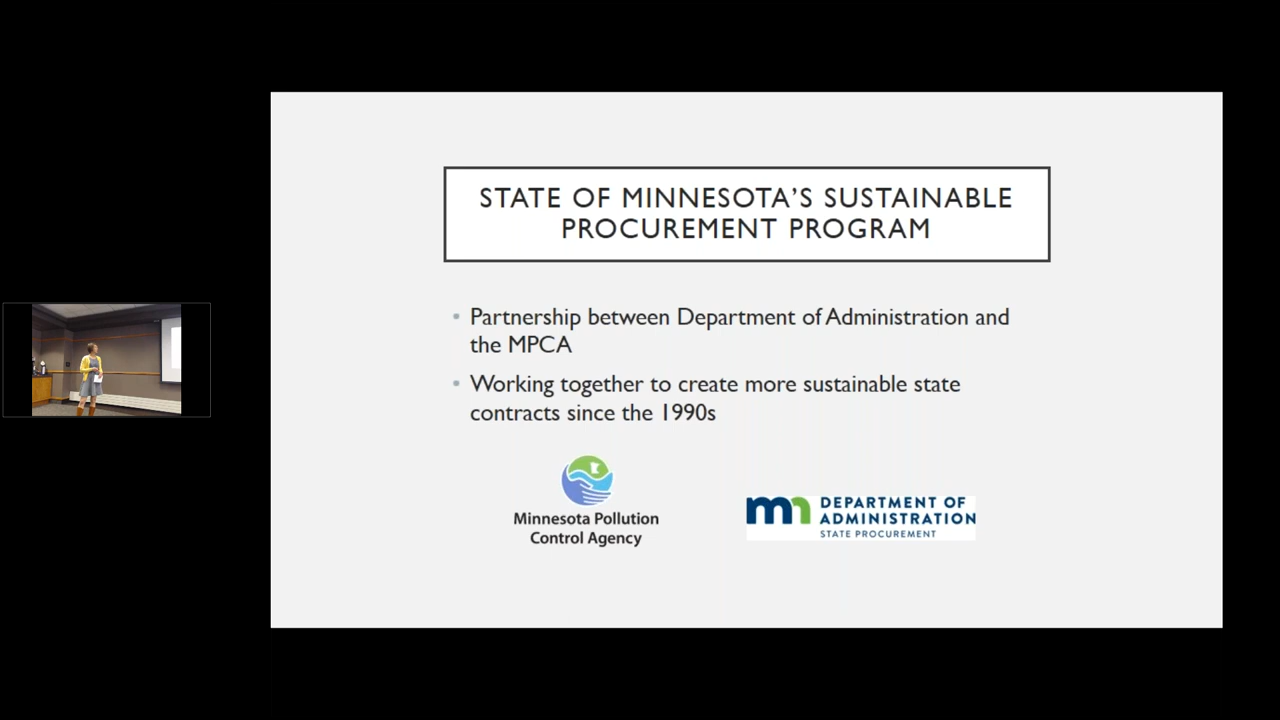 STATE OF MINNESOTA'S SUSTAINABLE
PROCUREMENT PROGRAM
• Partnership between Department of Administration and
the MPCA
• Working together to create more sustainable state
contracts since the 1990s
Minnesota Pollution
Control Agency
mn DEPARTMENT OF
ADMINISTRATION
STATE PROCUREMENT